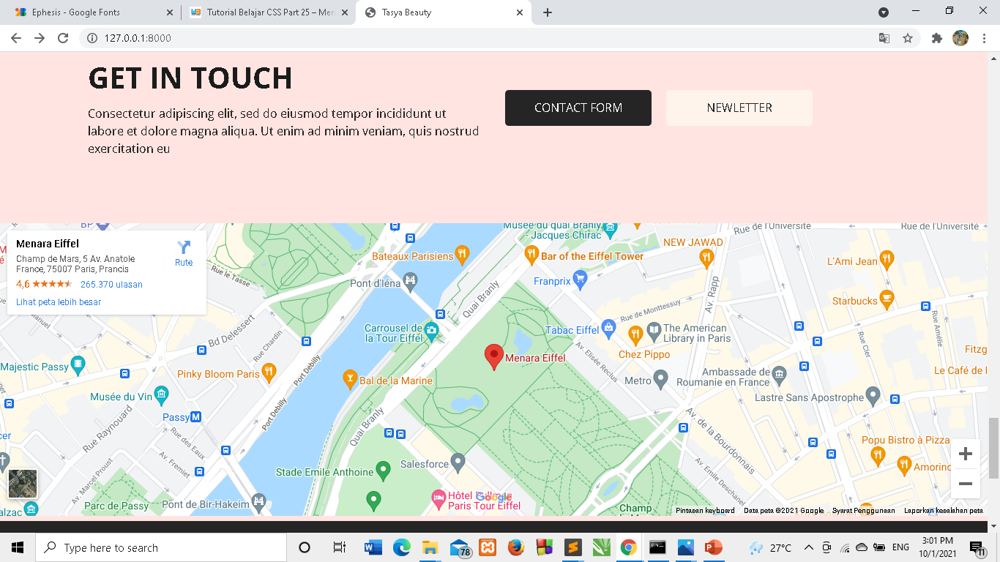 Ephesis - Google Fonts
Tutorial Belajar CSS Part 25 – Men
Tasya Beauty
127.0.0.1:8000
GET IN TOUCH
Consectetur adipiscing elit, sed do eiusmod tempor incididunt ut
labore et dolore magna aliqua. Ut enim ad minim veniam, quis nostrud
exercitation eu
CONTACT FORM
NEWLETTER
Menara Eiffel
Champ de Mars, 5 Av. Anatole
France, 75007 Paris, Prancis
4,6
265.370 ulasan
Lihat peta lebih besar
Rute
BP
Musée du quai Branly
- Jacques Chirac
Rue de l'Université
Rue de l'Université
NEW JAWAD
Bateaux Parisiens
Bar of the Eiffel Tower
L'Ami Jean
Rue le Tasse
Pont d'Iéna
Franprix
Quai Branly
Av. Rapp
Starbucks
Rue de Montessuy
Bd Delessert
Carrousel de
la Tour Eiffel
Tabac Eiffel
The American
Library in Paris
Rue Amélie
Rue Chardin
Chez Pippo
Rue Cler
Fitzg
Menara Eiffel
Av. Elisée Reclus
Majestic Passy
Port Debilly
Pinky Bloom Paris
Bal de la Marine
Metro
Ambassade de
Roumanie en France
Le Café de l
Musée du Vin
Lastre Sans Apostrophe
Port Debilly
Passy
M
Rue Raynouard
Quai Branly
Av. de la Bourdonnais
Rue des Eaux
Popu Bistro à Pizza
Av. Fremiet
Salesforce
Amorino
Stade Emile Anthoine
Av. Marcel Proust
Av. Emile Deschanel
Hôtel Pullman
Paris Tour Eiffel
Google
Parc de Passy
Pont de Bir-Hakeim
Champ
alzac
Pintasan keyboard
Data peta ©2021 Google
Syarat Penggunaan
Laporkan kesalahan peta
Type here to search
78
27°C
ENG
3:01 PM
10/1/2021
11